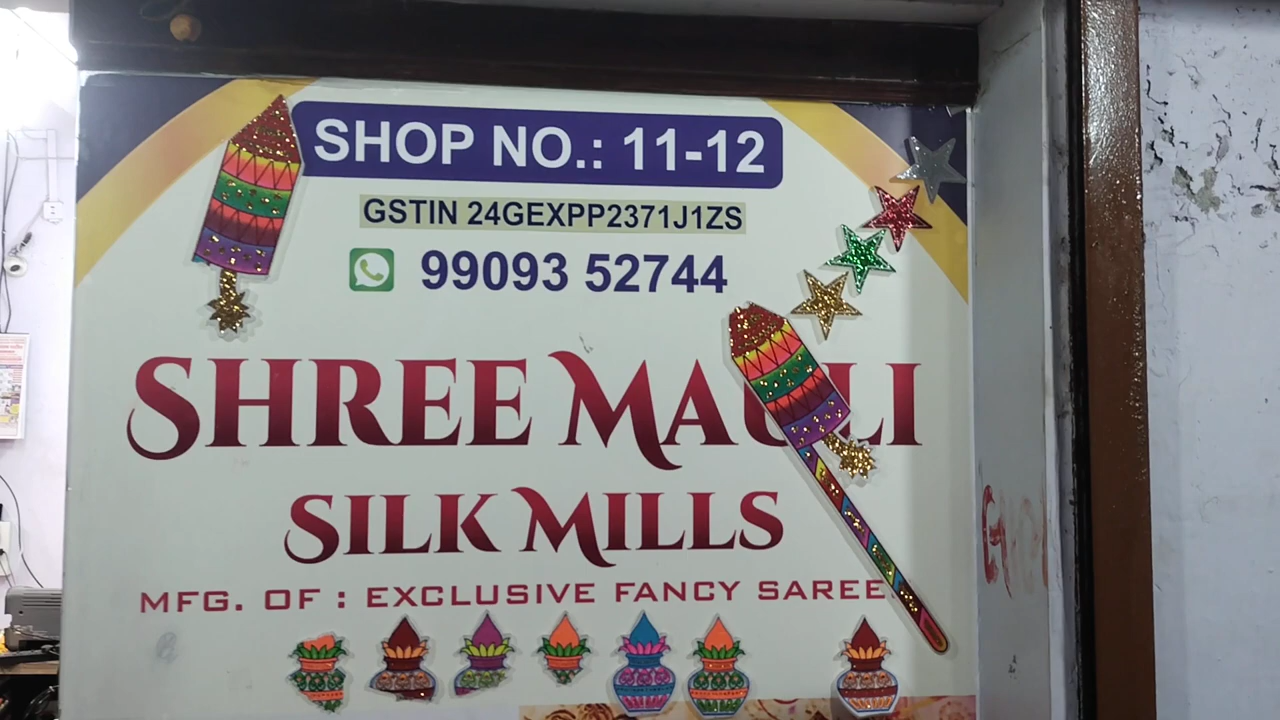 SHOP NO.: 11-12
GSTIN 24GEXPP2371J1ZS
99093 52744
SHREE MAULI
SILK MILLS
MFG. OF : EXCLUSIVE FANCY SAREE